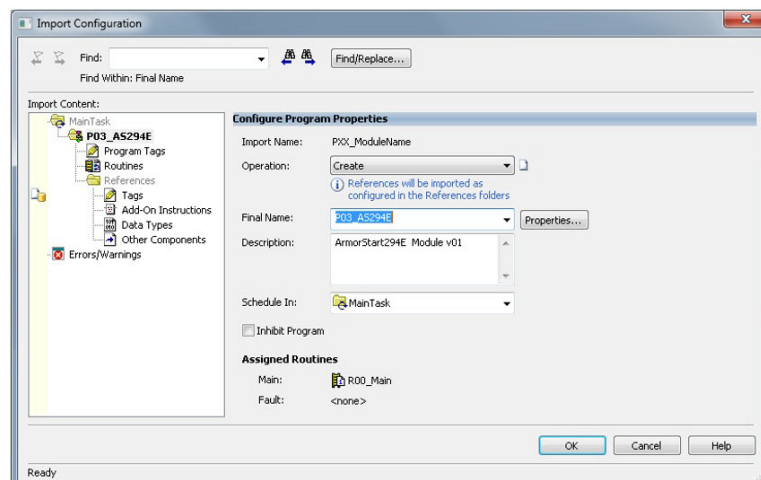 Import Configuration
Find:
Find/Replace...
Find Within: Final Name
Import Content:
MainTask
P03_AS294E
Program Tags
Routines
References
Tags
Add-On Instructions
Data Types
Other Components
Errors/Warnings
Configure Program Properties
Import Name: PXX_ModuleName
Operation: Create
References will be imported as
configured in the References folders
Final Name: P03_AS294E Properties...
Description: ArmorStart294E Module v01
Schedule In: MainTask
Inhibit Program
Assigned Routines
Main: R00_Main
Fault: <none>
OK Cancel Help
Ready